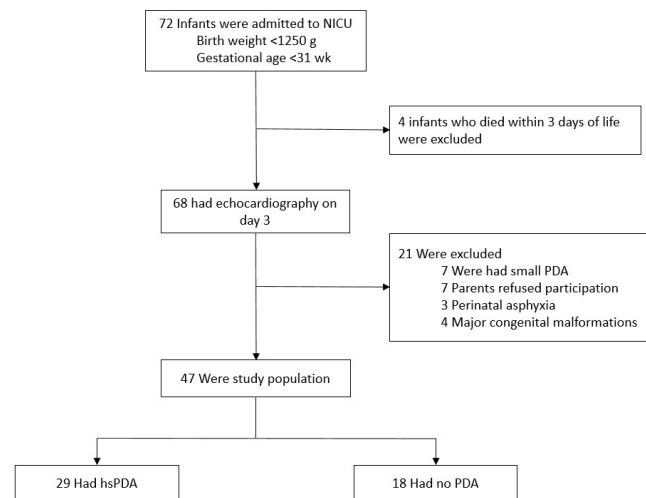 72 Infants were admitted to NICU
Birth weight <1250 g
Gestational age <31 wk
4 infants who died within 3 days of life
were excluded
68 had echocardiography on
day 3
21 Were excluded
7 Were had small PDA
7 Parents refused participation
3 Perinatal asphyxia
4 Major congenital malformations
47 Were study population
29 Had hsPDA
18 Had no PDA